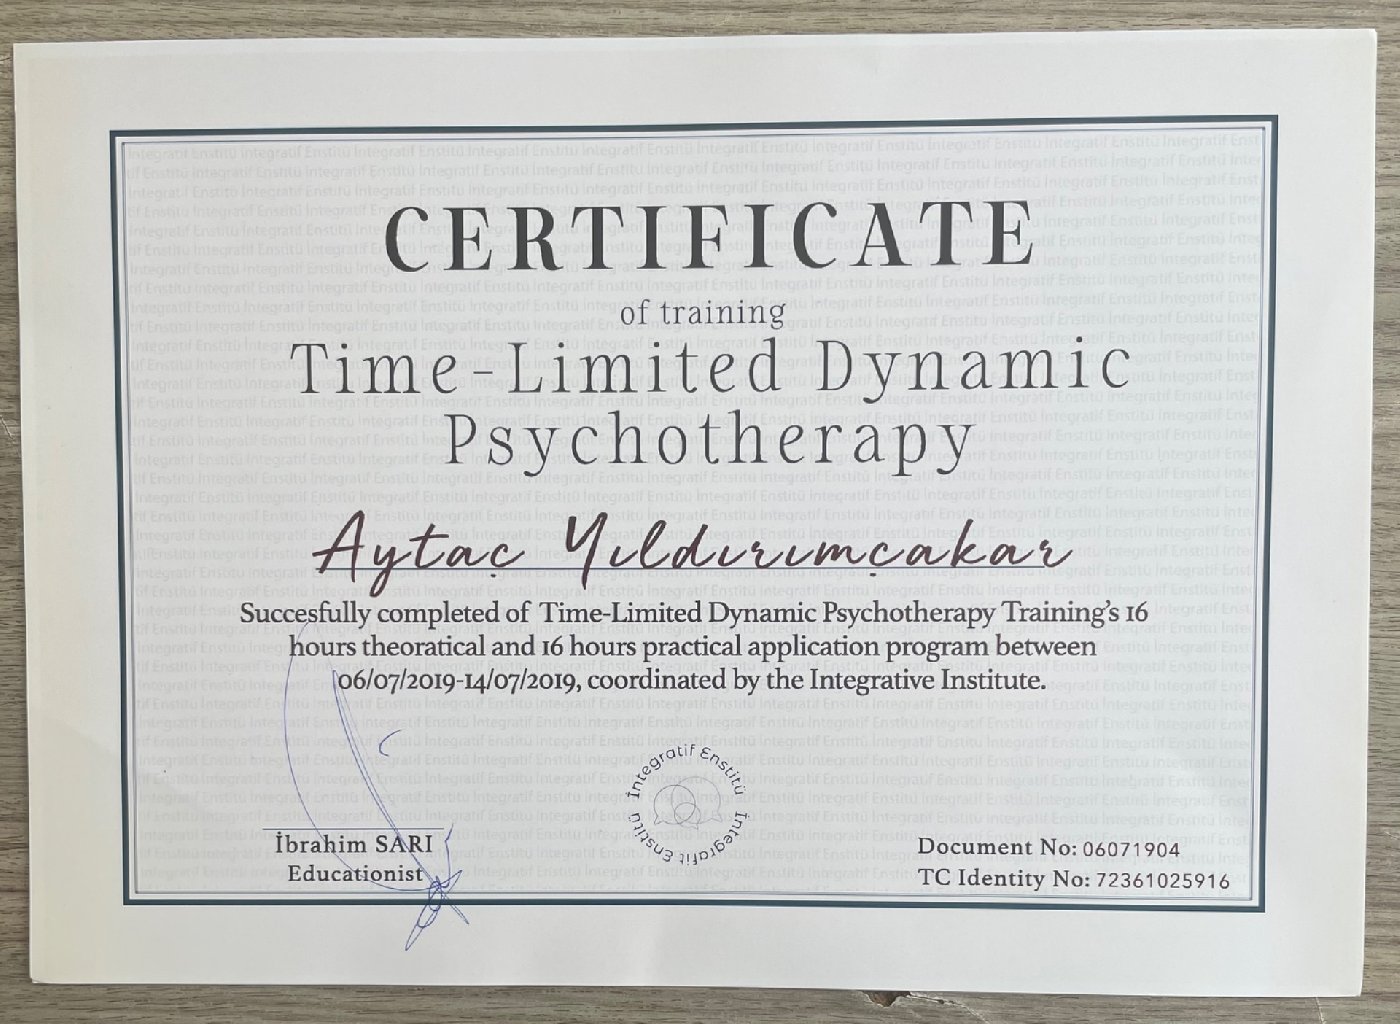 CERTIFICATE
of training
Time-Limited Dynamic
Psychotherapy
Aytaç Yıldırımçakar
Succesfully completed of Time-Limited Dynamic Psychotherapy Training's 16
hours theoratical and 16 hours practical application program between
06/07/2019-14/07/2019, coordinated by the Integrative Institute.
İntegratif Enstitü İntegratif Enstitü
İbrahim SARI
Educationist
Document No: 06071904
TC Identity No: 72361025916